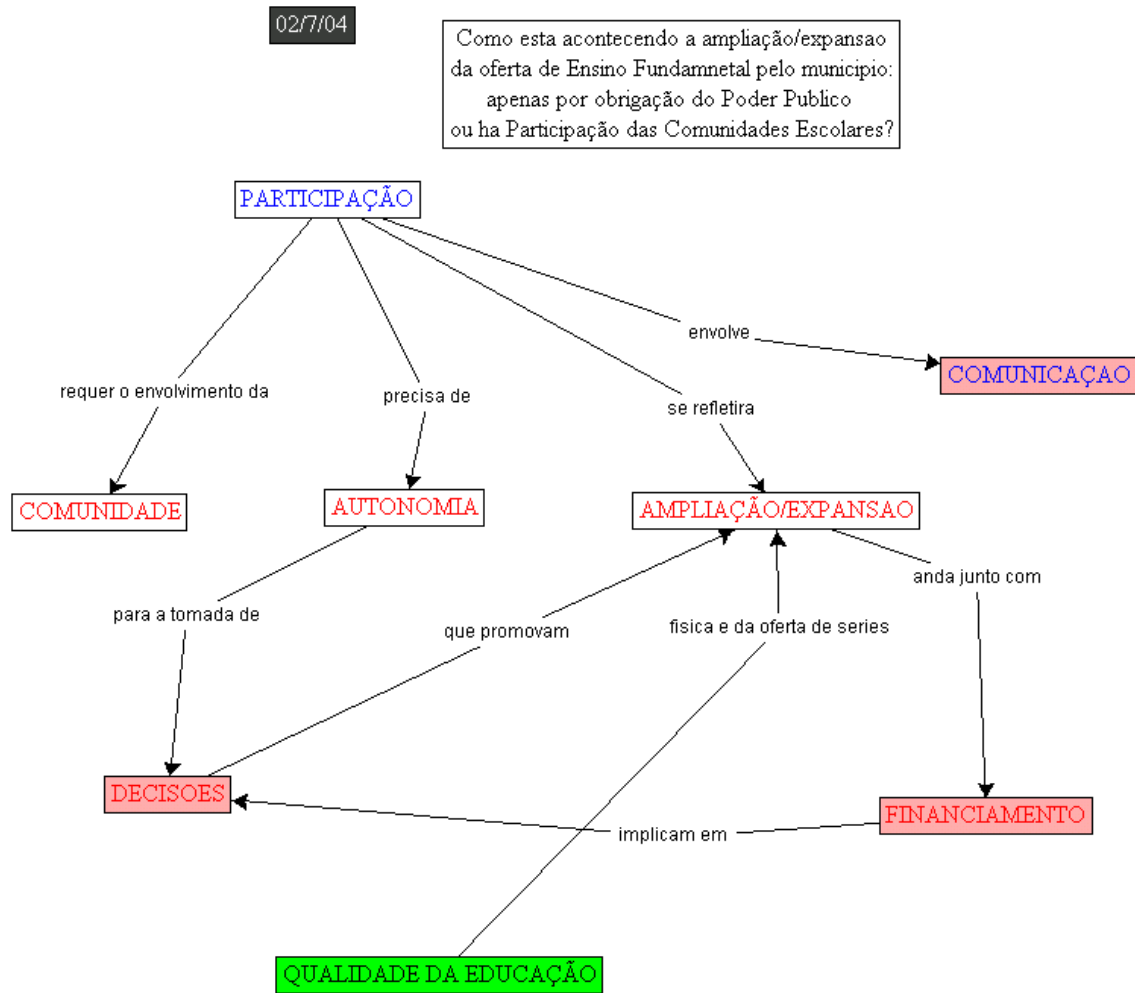 02/7/04
Como esta acontecendo a ampliação/expansao
da oferta de Ensino Fundamnetal pelo municipio:
apenas por obrigação do Poder Publico
ou ha Participação das Comunidades Escolares?
PARTICIPAÇÃO
envolve
COMUNICAÇAO
requer o envolvimento da
precisa de
se refletira
COMUNIDADE
AUTONOMIA
AMPLIAÇÃO/EXPANSAO
anda junto com
para a tomada de
que promovam
fisica e da oferta de series
DECISOES
FINANCIAMENTO
implicam em
QUALIDADE DA EDUCAÇÃO